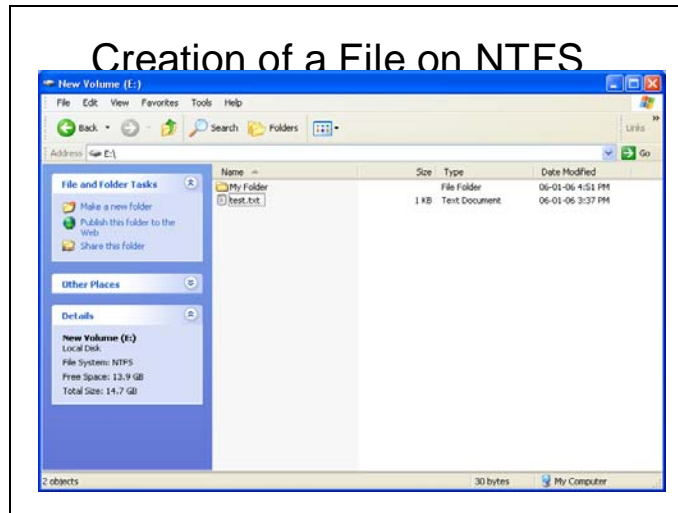 Creation of a File on NTFS
New Volume (E:)
File Edit View Favorites Tools Help
Back Search Folders Links
Address E:\ Go
File and Folder Tasks
Make a new folder
Publish this folder to the
Web
Share this folder
Other Places
Details
New Volume (E:)
Local Disk
File System: NTFS
Free Space: 13.9 GB
Total Size: 14.7 GB
Name Size Type Date Modified
My Folder File Folder 06-01-06 4:51 PM
test.txt 1 KB Text Document 06-01-06 3:37 PM
2 objects 30 bytes My Computer